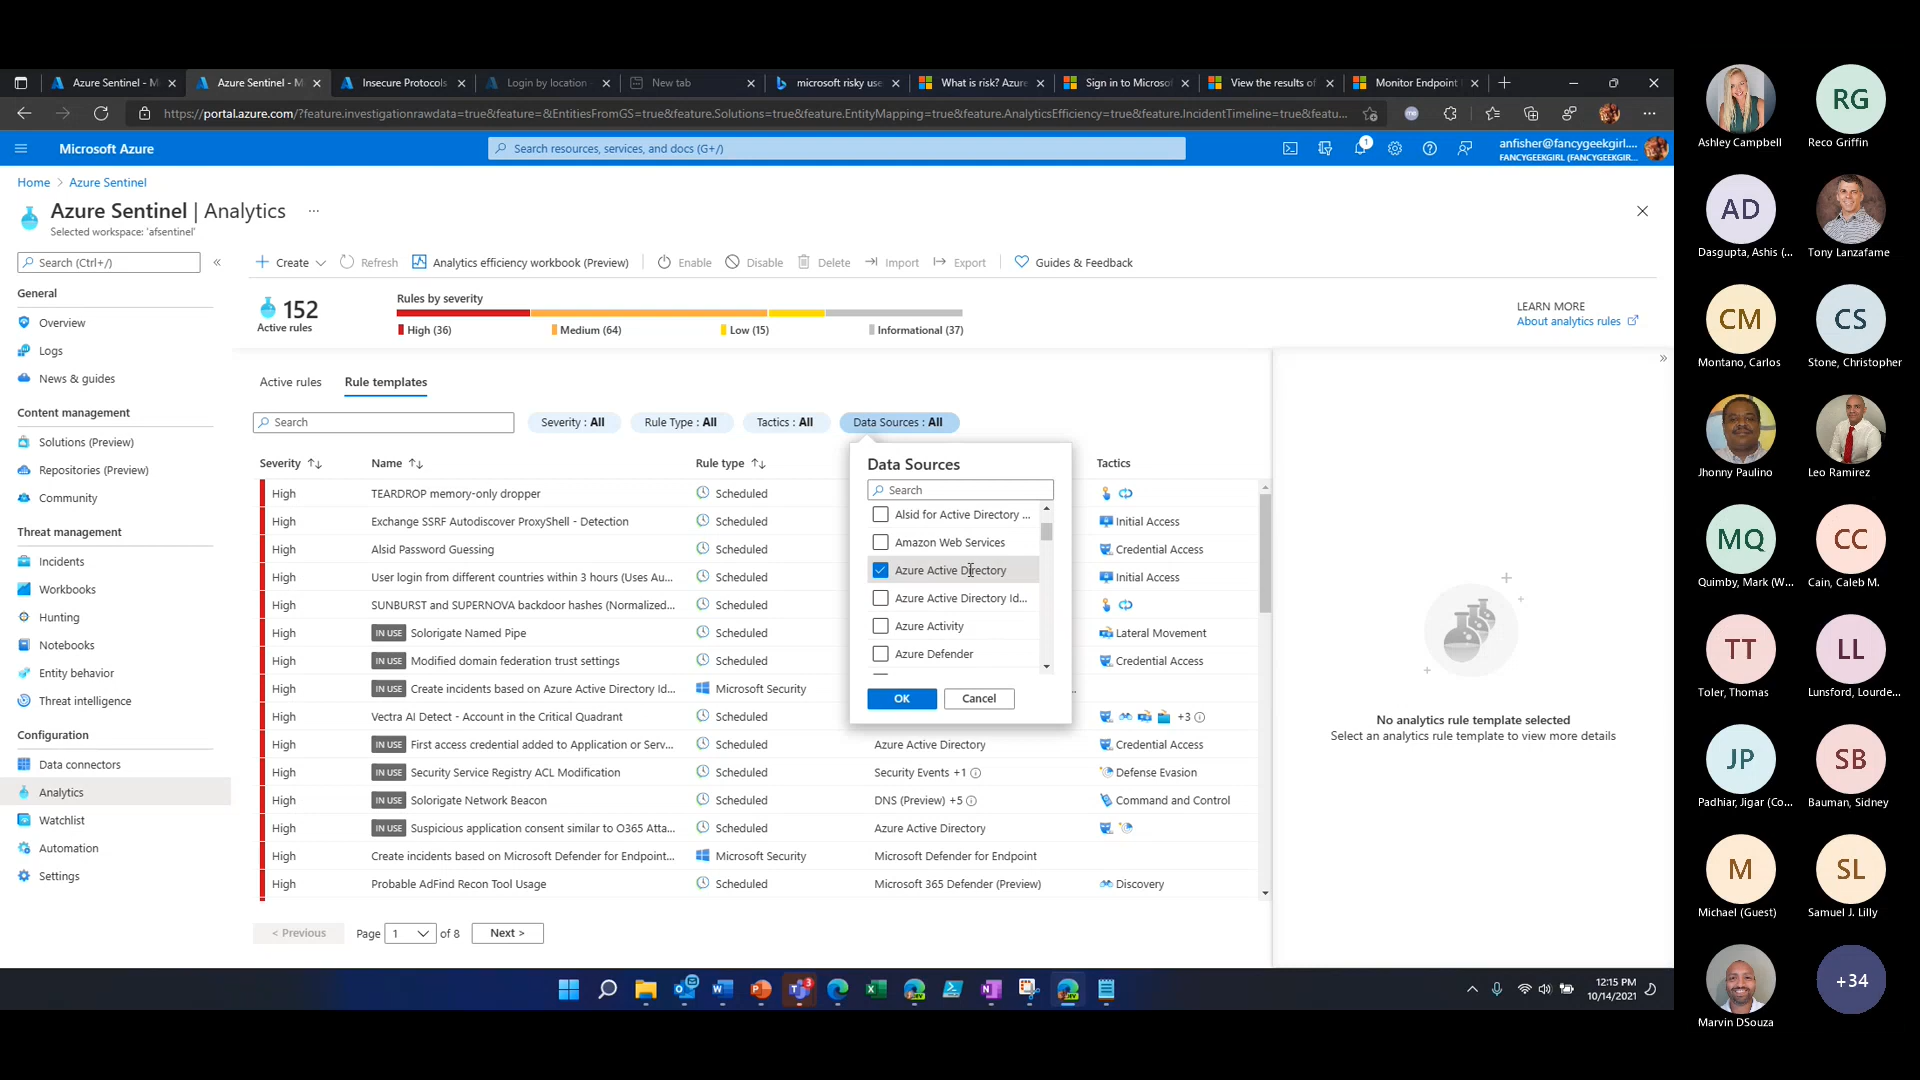 Azure Sentinel - M
Azure Sentinel - M
Insecure Protocols
Login by location -
New tab
microsoft risky use
What is risk? Azure
Sign in to Microsof
View the results of
Monitor Endpoint
https://portal.azure.com/?feature.investigationrawdata=true&feature=&EntitiesFromGS=true&feature.Solutions=true&feature.EntityMapping=true&feature.AnalyticsEfficiency=true&feature.IncidentTimeline=true&featu...
Microsoft Azure
Search resources, services, and docs (G+/)
1
anfisher@fancygeekgirl....
FANCYGEEKGIRL (FANCYGEEKGIR...
Home > Azure Sentinel
Azure Sentinel | Analytics ...
Selected workspace: 'afsentinel'
Search (Ctrl+/)
«
General
Overview
Logs
News & guides
Content management
Solutions (Preview)
Repositories (Preview)
Community
Threat management
Incidents
Workbooks
Hunting
Notebooks
Entity behavior
Threat intelligence
Configuration
Data connectors
Analytics
Watchlist
Automation
Settings
+ Create Refresh Analytics efficiency workbook (Preview) Enable Disable Delete Import Export Guides & Feedback
152
Active rules
Rules by severity
High (36) Medium (64) Low (15) Informational (37)
LEARN MORE
About analytics rules
Active rules Rule templates
Search Severity : All Rule Type : All Tactics : All Data Sources : All
Severity Name Rule type Tactics
High TEARDROP memory-only dropper Scheduled
High Exchange SSRF Autodiscover ProxyShell - Detection Scheduled Initial Access
High Alsid Password Guessing Scheduled Credential Access
High User login from different countries within 3 hours (Uses Au... Scheduled Initial Access
High SUNBURST and SUPERNOVA backdoor hashes (Normalized... Scheduled
High IN USE Solorigate Named Pipe Scheduled Lateral Movement
High IN USE Modified domain federation trust settings Scheduled Credential Access
High IN USE Create incidents based on Azure Active Directory Id... Microsoft Security
High Vectra AI Detect - Account in the Critical Quadrant Scheduled +3
High IN USE First access credential added to Application or Serv... Scheduled Azure Active Directory Credential Access
High IN USE Security Service Registry ACL Modification Scheduled Security Events +1 Defense Evasion
High IN USE Solorigate Network Beacon Scheduled DNS (Preview) +5 Command and Control
High IN USE Suspicious application consent similar to O365 Atta... Scheduled Azure Active Directory
High Create incidents based on Microsoft Defender for Endpoint... Microsoft Security Microsoft Defender for Endpoint
High Probable AdFind Recon Tool Usage Scheduled Microsoft 365 Defender (Preview) Discovery
Data Sources
Search
Alsid for Active Directory ...
Amazon Web Services
Azure Active Directory
Azure Active Directory Id...
Azure Activity
Azure Defender
OK Cancel
< Previous Page 1 of 8 Next >
»
No analytics rule template selected
Select an analytics rule template to view more details
3
12:15 PM
10/14/2021
RG
Ashley Campbell Reco Griffin
AD
Dasgupta, Ashis (... Tony Lanzafame
CM CS
Montano, Carlos Stone, Christopher
Jhonny Paulino Leo Ramirez
MQ CC
Quimby, Mark (W... Cain, Caleb M.
TT LL
Toler, Thomas Lunsford, Lourde...
JP SB
Padhiar, Jigar (Co... Bauman, Sidney
M SL
Michael (Guest) Samuel J. Lilly
+34
Marvin DSouza